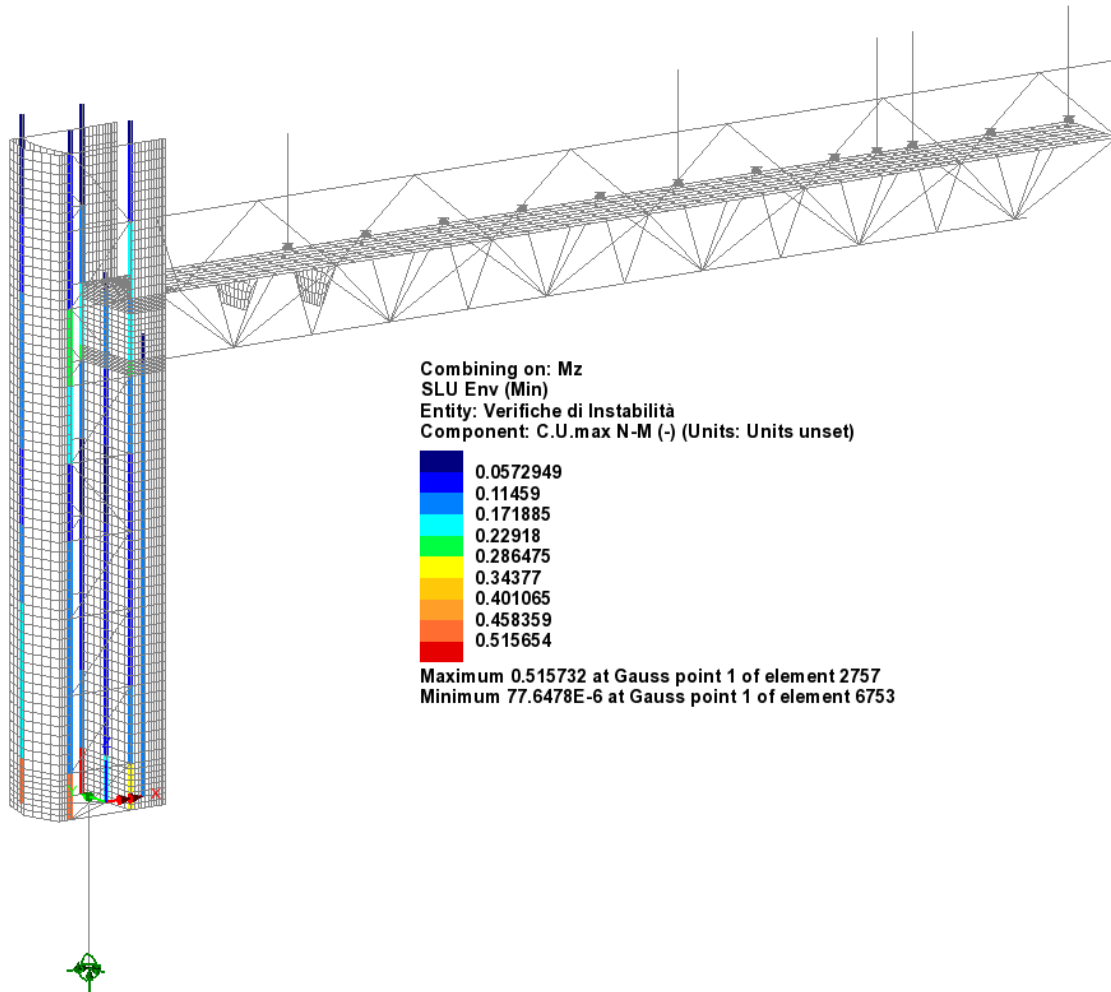 Combining on: Mz
SLU Env (Min)
Entity: Verifiche di Instabilità
Component: C.U.max N-M (-) (Units: Units unset)
0.0572949
0.11459
0.171885
0.22918
0.286475
0.34377
0.401065
0.458359
0.515654
Maximum 0.515732 at Gauss point 1 of element 2757
Minimum 77.6478E-6 at Gauss point 1 of element 6753
X